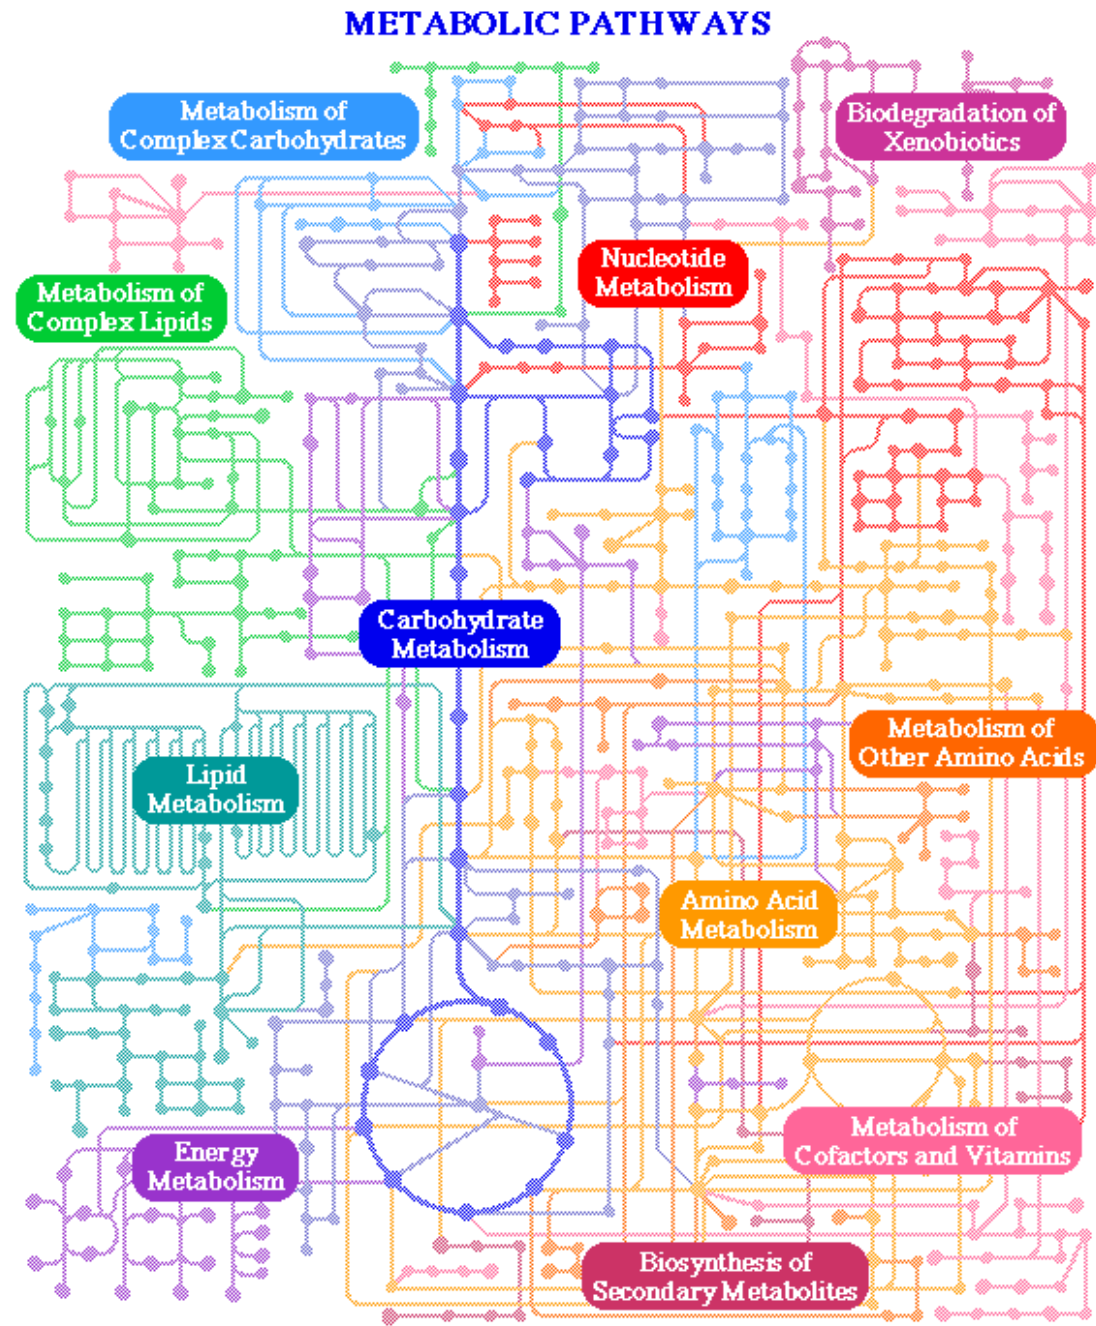 METABOLIC PATHWAYS
Metabolism of
Complex Carbohydrates
Biodegradation of
Xenobiotics
Nucleotide
Metabolism
Metabolism of
Complex Lipids
Carbohydrate
Metabolism
Metabolism of
Other Amino Acids
Lipid
Metabolism
Amino Acid
Metabolism
Metabolism of
Cofactors and Vitamins
Energy
Metabolism
Biosynthesis of
Secondary Metabolites